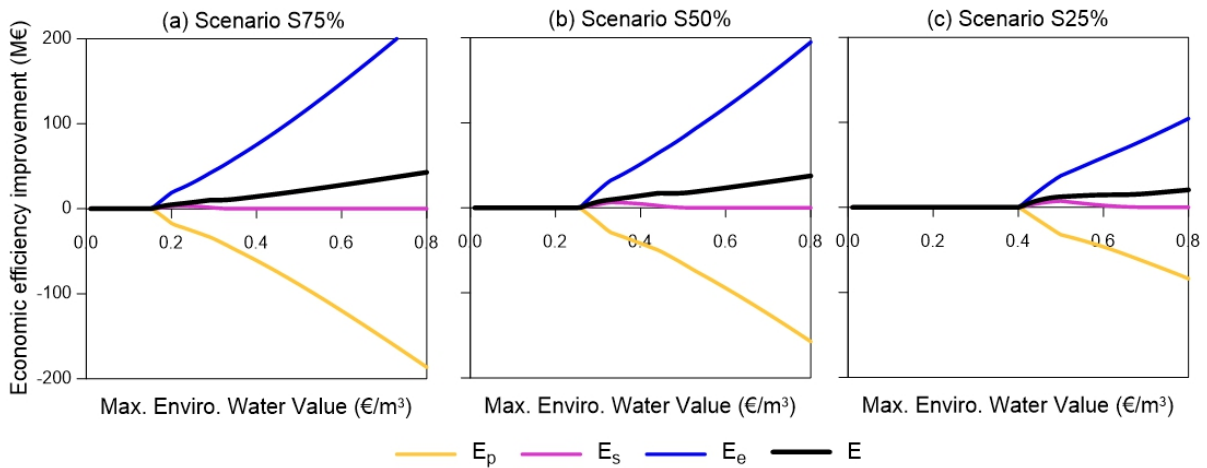 (a) Scenario S75%
(b) Scenario S50%
(c) Scenario S25%
Economic efficiency improvement (M€)
200
100
0
-100
-200
0.0 0.2 0.4 0.6 0.8
0.0 0.2 0.4 0.6 0.8
0.0 0.2 0.4 0.6 0.8
Max. Enviro. Water Value (€/m³)
Max. Enviro. Water Value (€/m³)
Max. Enviro. Water Value (€/m³)
Ep Es Ee E